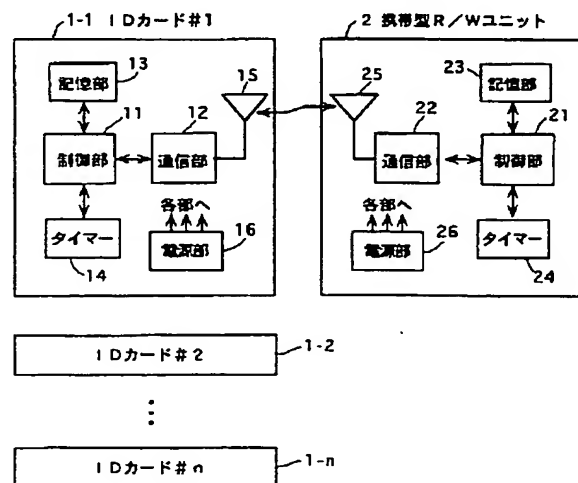 1-1 IDカード#1
2 携帯型R/Wユニット
13
記憶部
11
制御部
12
通信部
15
タイマー
14
各部へ
電源部
16
25
23
記憶部
22
通信部
21
制御部
各部へ
電源部
26
タイマー
24
IDカード#2
1-2
IDカード#n
1-n